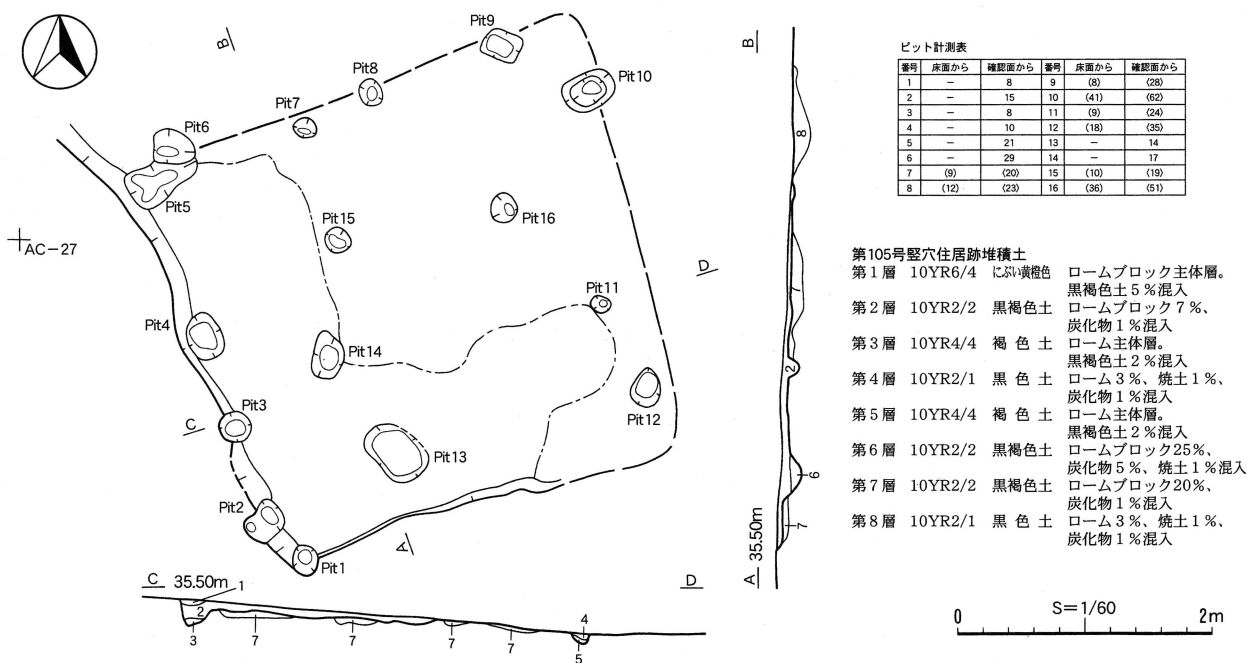 Pit9
B
B
Pit8
Pit10
Pit7
Pit6
Pit5
Pit16
Pit15
AC-27
D
Pit11
Pit4
Pit14
Pit12
Pit3
C
Pit13
Pit2
A
Pit1
C 35.50m 1
D
2
3 7 7 7 7 4 5
8
1
2
6
7
A 35.50m
ピット計測表
番号 床面から 確認面から 番号 床面から 確認面から
1 − 8 9 (8) (28)
2 − 15 10 (41) (62)
3 − 8 11 (9) (24)
4 − 10 12 (18) (35)
5 − 21 13 − 14
6 − 29 14 − 17
7 (9) (20) 15 (10) (19)
8 (12) (23) 16 (36) (51)
第105号竪穴住居跡堆積土
第1層 10YR6/4 にぶい黄橙色 ロームブロック主体層。
黒褐色土5%混入
第2層 10YR2/2 黒褐色土 ロームブロック7%、
炭化物1%混入
第3層 10YR4/4 褐色土 ローム主体層。
黒褐色土2%混入
第4層 10YR2/1 黒色土 ローム3%、焼土1%、
炭化物1%混入
第5層 10YR4/4 褐色土 ローム主体層。
黒褐色土2%混入
第6層 10YR2/2 黒褐色土 ロームブロック25%、
炭化物5%、焼土1%混入
第7層 10YR2/2 黒褐色土 ロームブロック20%、
炭化物1%混入
第8層 10YR2/1 黒色土 ローム3%、焼土1%、
炭化物1%混入
S=1/60
0 2m